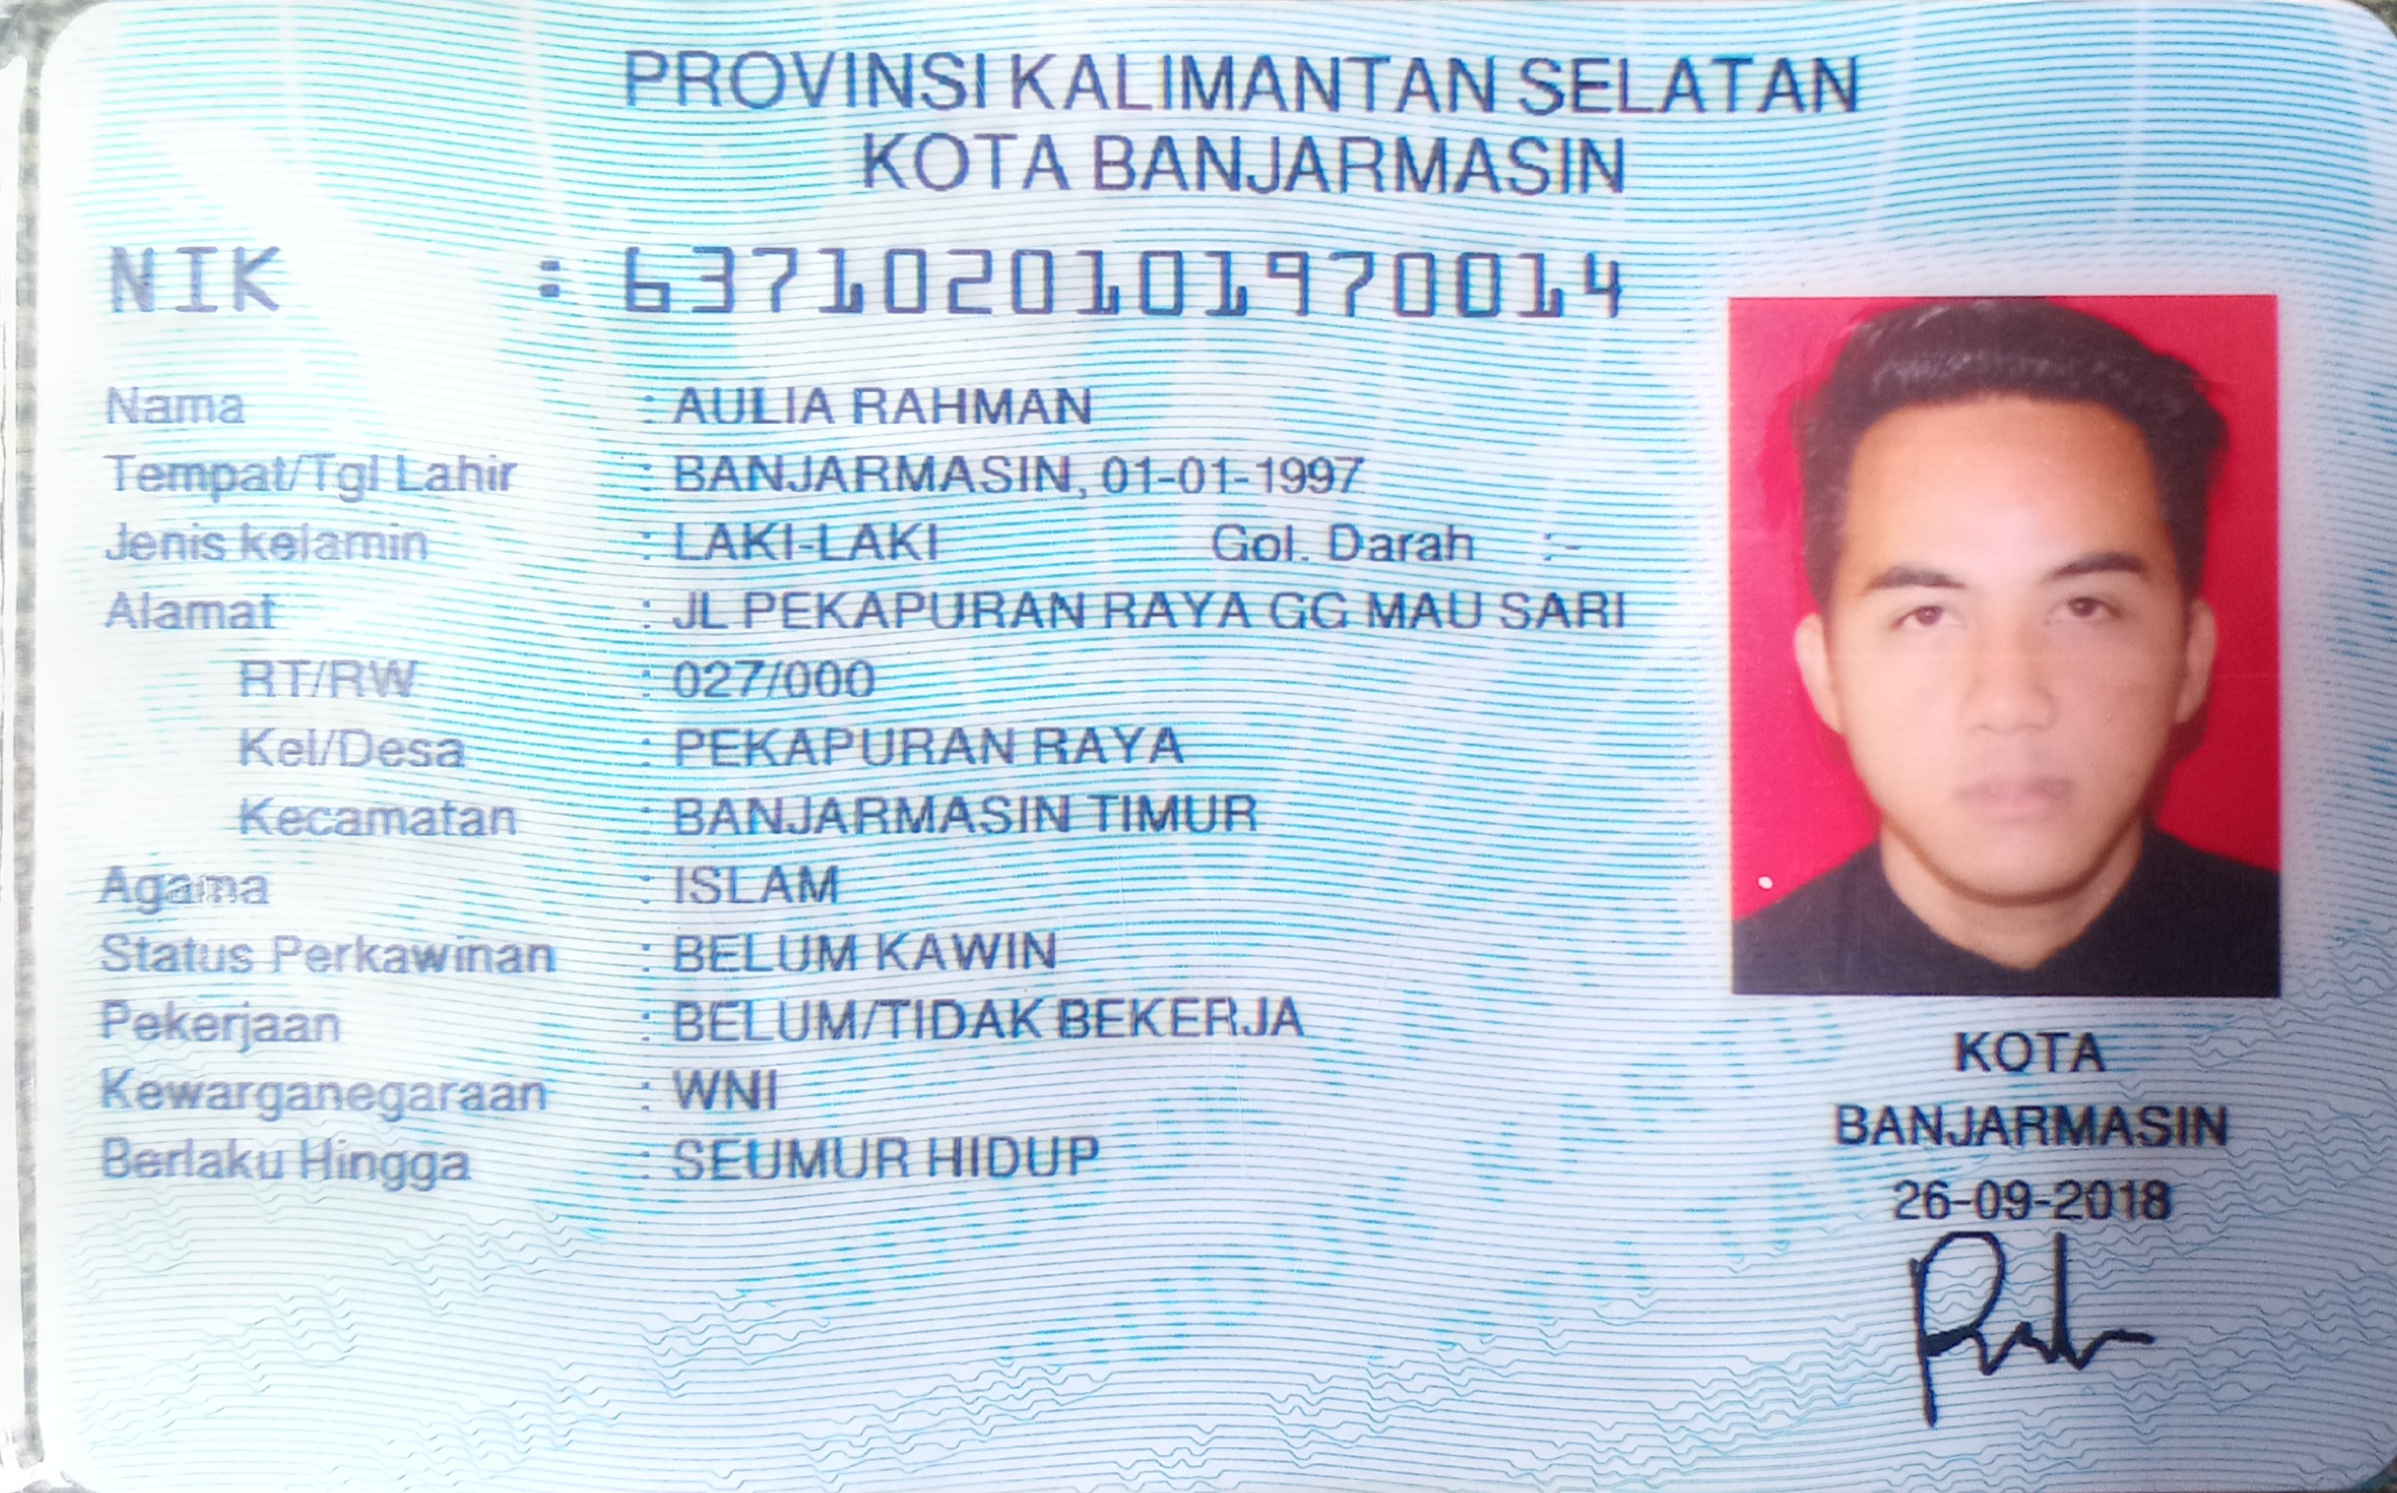 PROVINSI KALIMANTAN SELATAN
KOTA BANJARMASIN
NIK : 6371020101970014
Nama : AULIA RAHMAN
Tempat/Tgl Lahir : BANJARMASIN, 01-01-1997
Jenis kelamin : LAKI-LAKI Gol. Darah :-
Alamat : JL PEKAPURAN RAYA GG MAU SARI
RT/RW : 027/000
Kel/Desa : PEKAPURAN RAYA
Kecamatan : BANJARMASIN TIMUR
Agama : ISLAM
Status Perkawinan : BELUM KAWIN
Pekerjaan : BELUM/TIDAK BEKERJA
Kewarganegaraan : WNI
Berlaku Hingga : SEUMUR HIDUP
KOTA
BANJARMASIN
26-09-2018